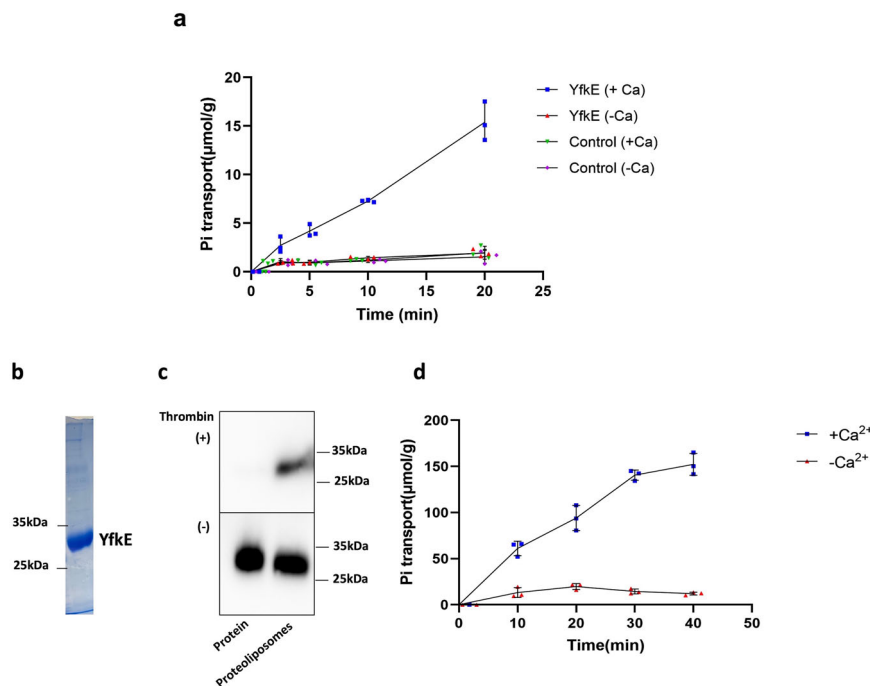 a
Pi transport(μmol/g)
20
15
10
5
0
0 5 10 15 20 25
Time (min)
YfkE (+ Ca)
YfkE (-Ca)
Control (+Ca)
Control (-Ca)
b
35kDa
25kDa
YfkE
c
Thrombin
(+)
35kDa
25kDa
(-)
35kDa
25kDa
Protein
Proteoliposomes
d
Pi transport(μmol/g)
200
150
100
50
0
0 10 20 30 40 50
Time(min)
+Ca²⁺
-Ca²⁺